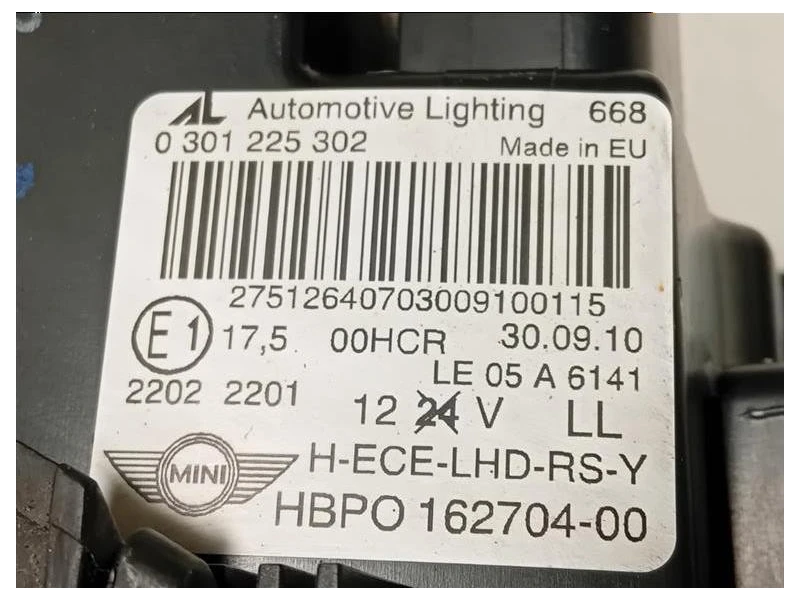 AL Automotive Lighting 668
0 301 225 302 Made in EU
27512640703009100115
E1 17,5 00HCR 30.09.10
LE 05 A 6141
2202 2201 12 24 V LL
MINI H-ECE-LHD-RS-Y
HBPO 162704-00